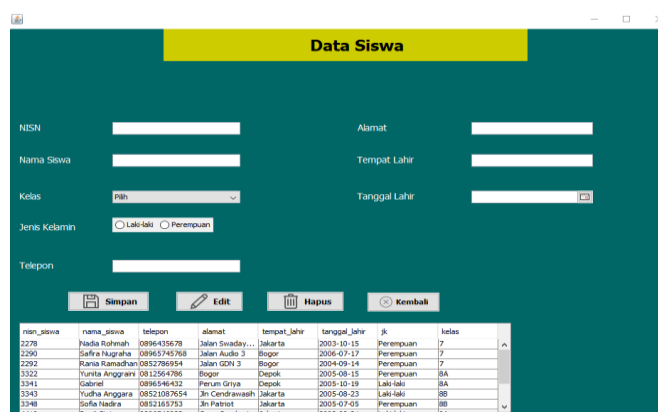 Data Siswa
NISN Alamat
Nama Siswa Tempat Lahir
Kelas Pilih Tanggal Lahir
Jenis Kelamin Laki-laki Perempuan
Telepon
Simpan Edit Hapus Kembali
nisn_siswa nama_siswa telepon alamat tempat_lahir tanggal_lahir jk kelas
2278 Nadia Rohmah 0896435678 Jalan Swaday... Jakarta 2003-10-15 Perempuan 7
2290 Safira Nugraha 08965745768 Jalan Audio 3 Bogor 2006-07-17 Perempuan 7
2292 Rania Ramadhan 0852786954 Jalan GDN 3 Bogor 2004-09-14 Perempuan 7
3322 Yunita Anggraini 0812564786 Bogor Depok 2005-08-15 Perempuan 8A
3341 Gabriel 0896546432 Perum Griya Depok 2005-10-19 Laki-laki 8A
3343 Yudha Anggara 08521087654 Jln Cendrawasih Jakarta 2005-08-23 Laki-laki 8B
3348 Sofia Nadira 0852165753 Jln Patriot Jakarta 2005-07-05 Perempuan 8B